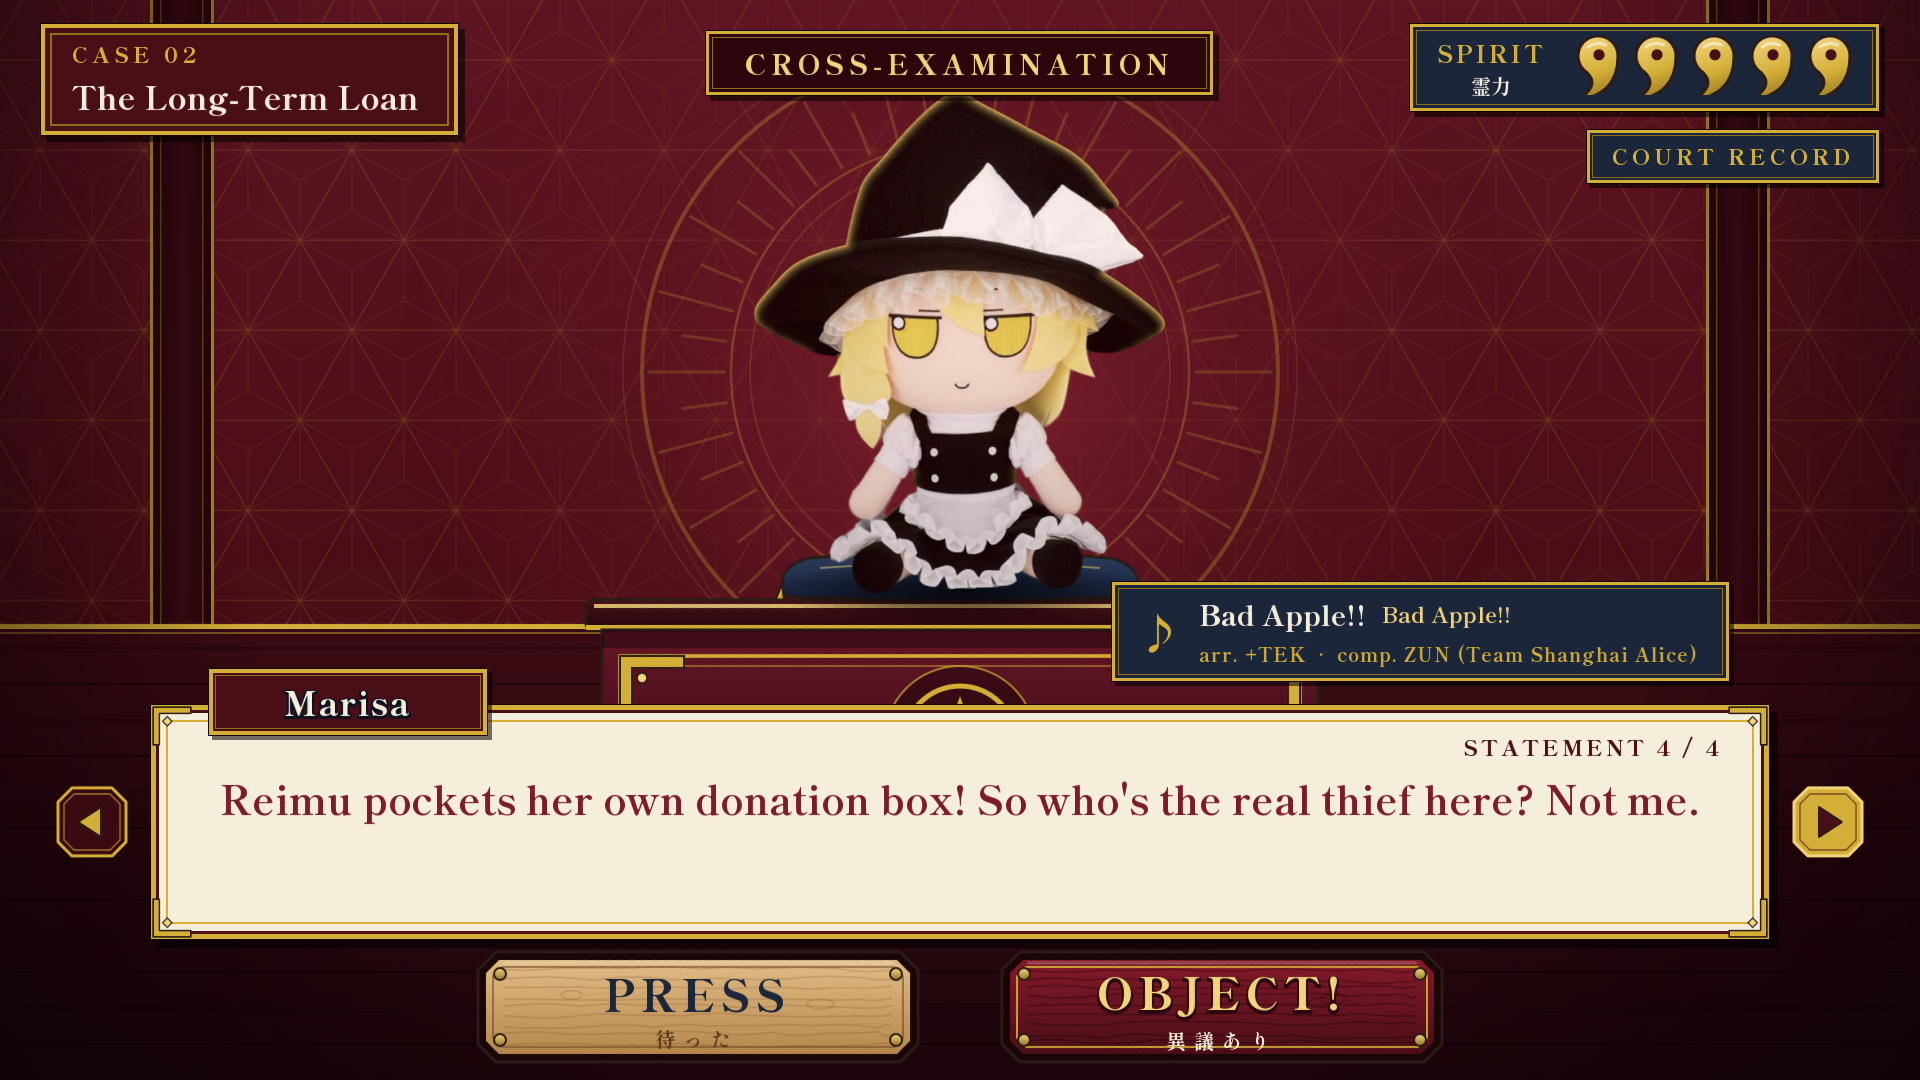 CASE 02
The Long-Term Loan
CROSS-EXAMINATION
SPIRIT
霊力
COURT RECORD
Bad Apple!! Bad Apple!!
arr. +TEK · comp. ZUN (Team Shanghai Alice)
Marisa
STATEMENT 4 / 4
Reimu pockets her own donation box! So who's the real thief here? Not me.
PRESS
待った
OBJECT!
異議あり